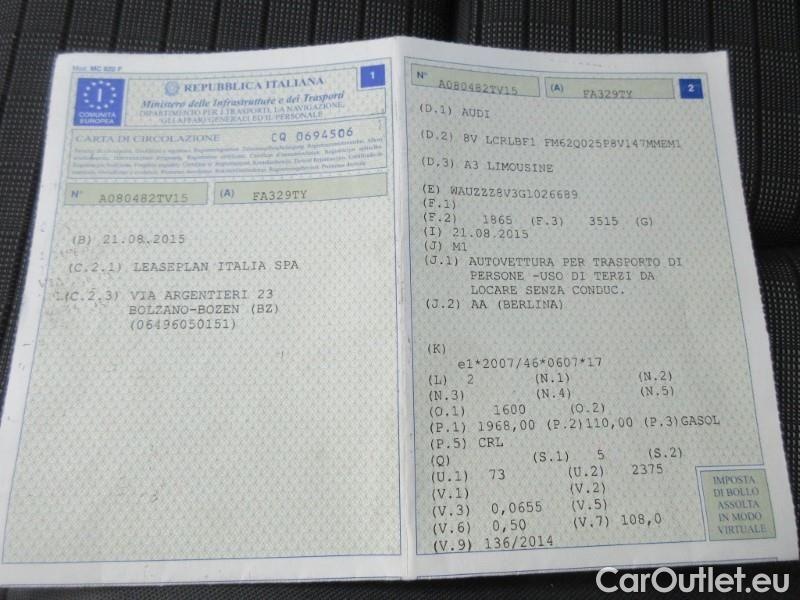 Mod. MC 820 F
1
I
COMUNITÀ
EUROPEA
REPUBBLICA ITALIANA
Ministero delle Infrastrutture e dei Trasporti
DIPARTIMENTO PER I TRASPORTI, LA NAVIGAZIONE,
GLI AFFARI GENERALI ED IL PERSONALE
CARTA DI CIRCOLAZIONE CQ 0694506
N° A080482TV15 (A) FA329TY
(B) 21.08.2015
(C.2.1) LEASEPLAN ITALIA SPA
(C.2.3) VIA ARGENTIERI 23
BOLZANO-BOZEN (BZ)
(06496050151)
N° A080482TV15 (A) FA329TY 2
(D.1) AUDI
(D.2) 8V LCRLBF1 FM62Q025P8V147MMEM1
(D.3) A3 LIMOUSINE
(E) WAUZZZ8V3G1026689
(F.1)
(F.2) 1865 (F.3) 3515 (G)
(I) 21.08.2015
(J) M1
(J.1) AUTOVETTURA PER TRASPORTO DI
PERSONE -USO DI TERZI DA
LOCARE SENZA CONDUC.
(J.2) AA (BERLINA)
(K)
e1*2007/46*0607*17
(L) 2 (N.1) (N.2)
(N.3) (N.4) (N.5)
(O.1) 1600 (O.2)
(P.1) 1968,00 (P.2)110,00 (P.3)GASOL
(P.5) CRL
(Q) (S.1) 5 (S.2)
(U.1) 73 (U.2) 2375
(V.1) (V.2)
(V.3) 0,0655 (V.5)
(V.6) 0,50 (V.7) 108,0
(V.9) 136/2014
IMPOSTA
DI BOLLO
ASSOLTA
IN MODO
VIRTUALE
CarOutlet.eu